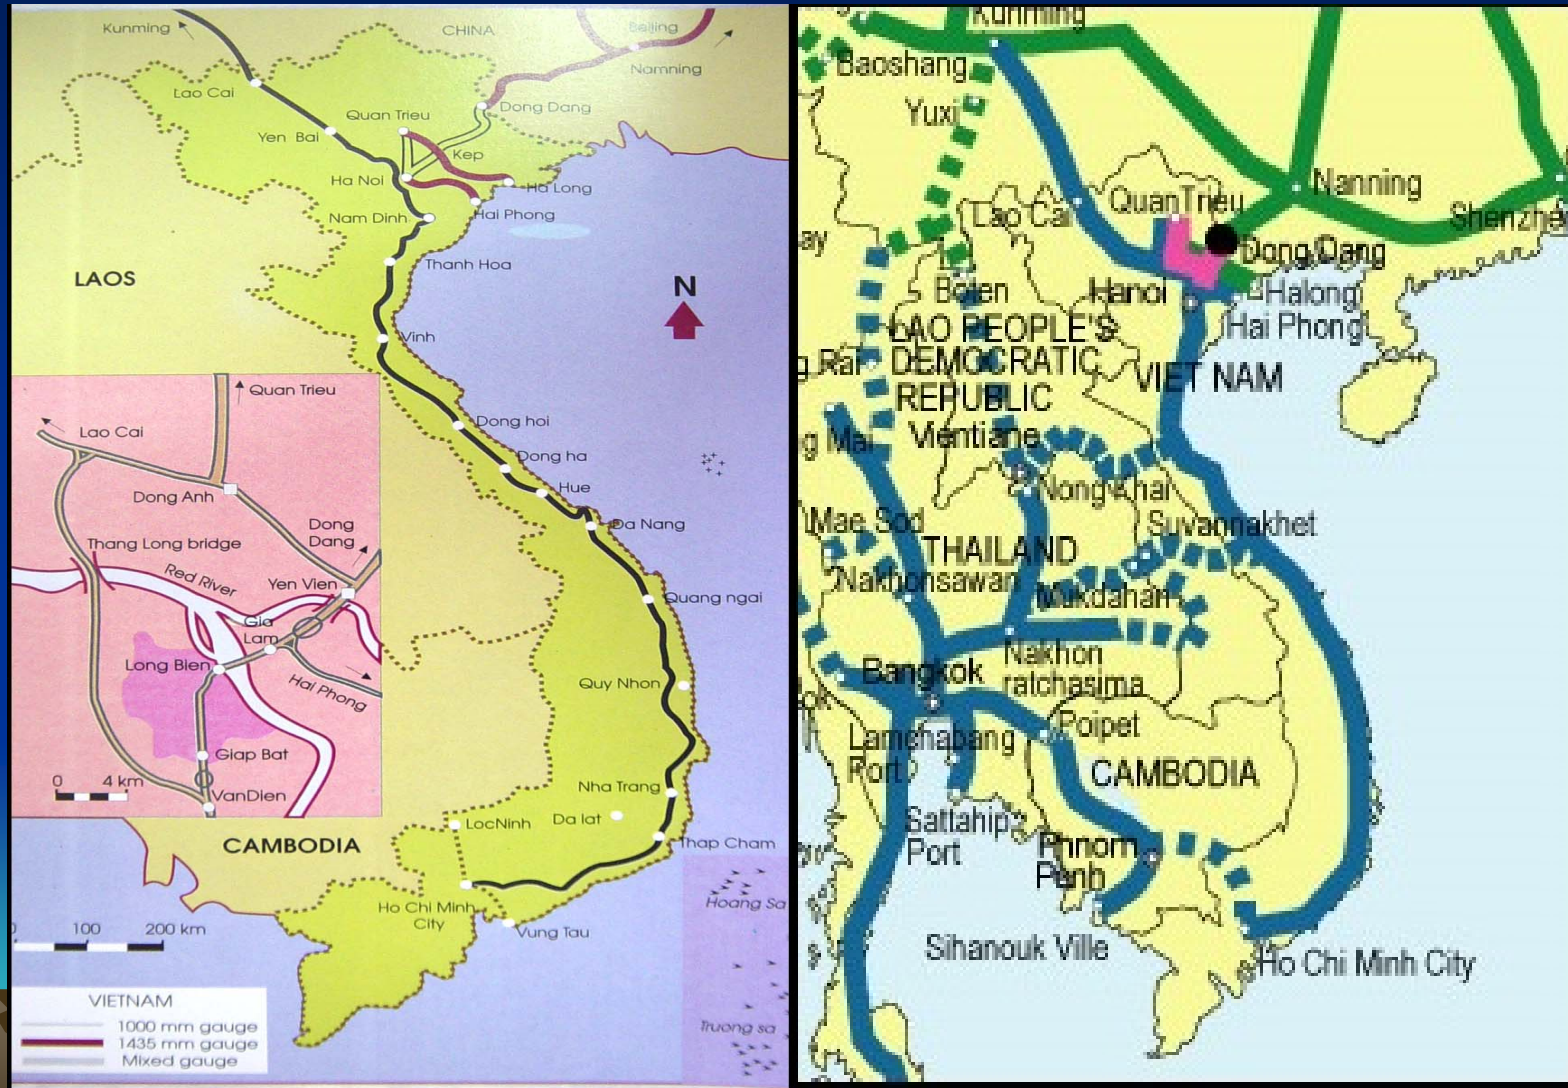 Kunming
CHINA
Beijing
Namning
Lao Cai
Dong Dang
Quan Trieu
Yen Bai
Kep
Ha Noi
Ha Long
Nam Dinh
Hai Phong
Thanh Hoa
LAOS
N
Vinh
Quan Trieu
Lao Cai
Dong hoi
Dong ha
Hue
Dong Anh
Da Nang
Dong
Dang
Thang Long bridge
Red River
Yen Vien
Quang ngai
Gia
Lam
Long Bien
Hai Phong
Quy Nhon
Giap Bat
0 4 km
VanDien
Nha Trang
LocNinh
Da lat
CAMBODIA
Thap Cham
Ho Chi Minh
City
Hoang Sa
Vung Tau
0 100 200 km
VIETNAM
1000 mm gauge
1435 mm gauge
Mixed gauge
Truong sa
Kunming
Baoshang
Yuxi
Nanning
Lao Cai
QuanTrieu
Shenzhe
ay
Dong Dang
Boten
Hanoi
Halong
Hai Phong
LAO PEOPLE'S
DEMOCRATIC
REPUBLIC
g Rai
VIET NAM
g Mai
Vientiane
Nong Khai
Mae Sod
Suvannakhet
THAILAND
Nakhonsawan
Mukdahan
Bangkok
Nakhon
ratchasima
ok
Lamchabang
Port
Poipet
CAMBODIA
Sattahip
Port
Phnom
Penh
Sihanouk Ville
Ho Chi Minh City